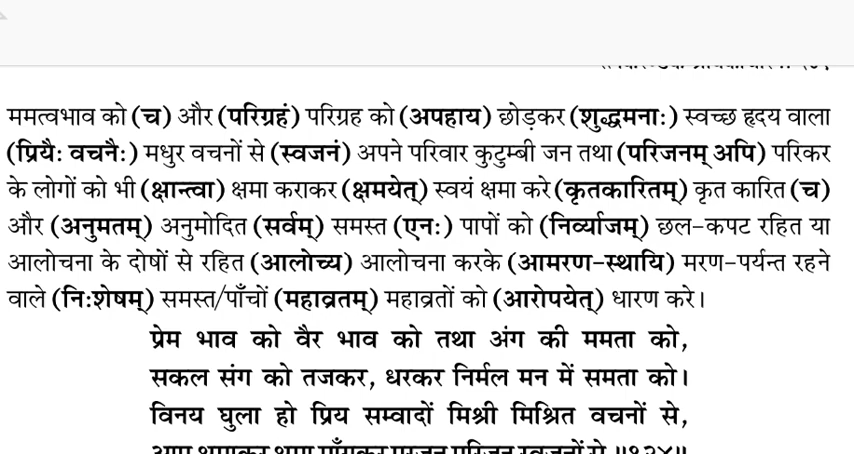 ममत्वभाव को (च) और (परिग्रहं) परिग्रह को (अपहाय) छोड़कर (शुद्धमनाः) स्वच्छ हृदय वाला
(प्रियैः वचनैः) मधुर वचनों से (स्वजनं) अपने परिवार कुटुम्बी जन तथा (परिजनम् अपि) परिकर
के लोगों को भी (क्षान्त्वा) क्षमा कराकर (क्षमयेत्) स्वयं क्षमा करे (कृतकारितम्) कृत कारित (च)
और (अनुमतम्) अनुमोदित (सर्वम्) समस्त (एनः) पापों को (निर्व्याजम्) छल-कपट रहित या
आलोचना के दोषों से रहित (आलोच्य) आलोचना करके (आमरण-स्थायि) मरण-पर्यन्त रहने
वाले (निःशेषम्) समस्त/पाँचों (महाव्रतम्) महाव्रतों को (आरोपयेत्) धारण करे।
प्रेम भाव को वैर भाव को तथा अंग की ममता को,
सकल संग को तजकर, धरकर निर्मल मन में समता को।
विनय घुला हो प्रिय सम्वादों मिश्री मिश्रित वचनों से,